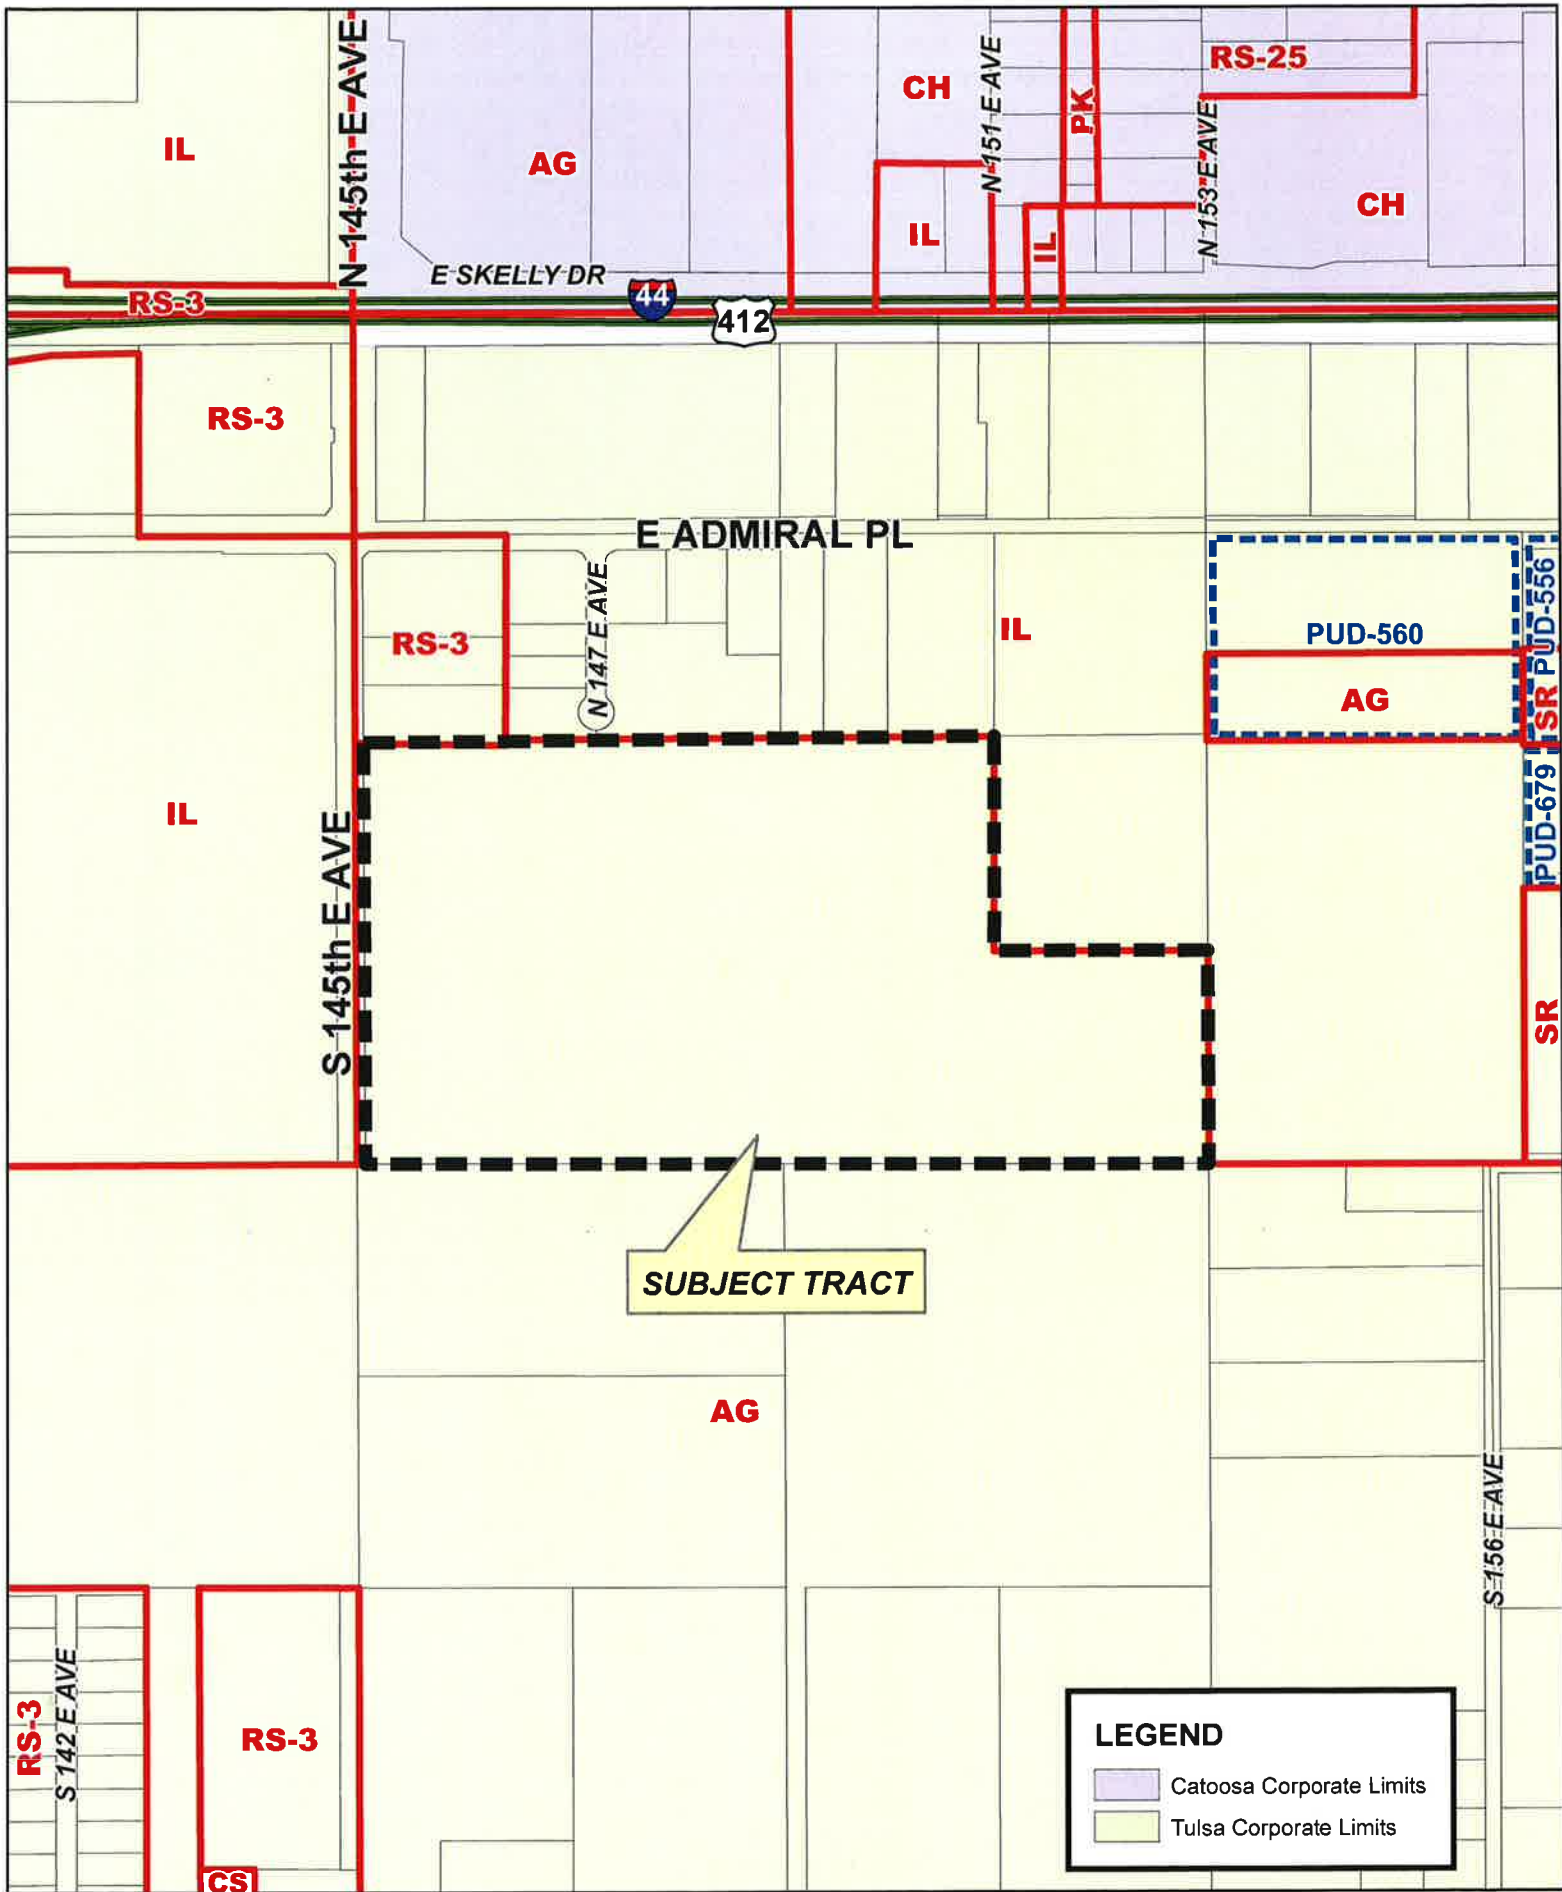 N 145th E AVE
IL
AG
CH
N 151 E AVE
PK
RS-25
N 153 E AVE
CH
IL
IL
E SKELLY DR
44
412
RS-3
RS-3
E ADMIRAL PL
N 147 E AVE
RS-3
IL
PUD-560
PUD-556
AG
SR
PUD-679
IL
S 145th E AVE
SR
SUBJECT TRACT
AG
S 156 E AVE
RS-3
S 142 E AVE
RS-3
CS
LEGEND
Catoosa Corporate Limits
Tulsa Corporate Limits